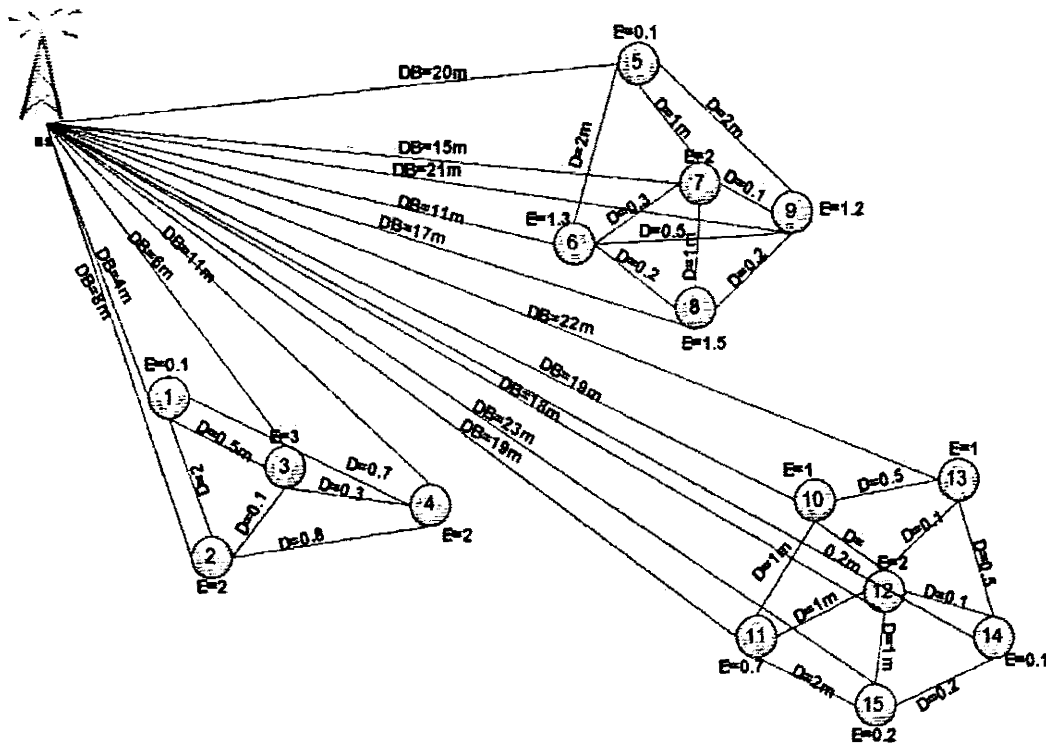 E=0.1
5
DB=20m
D=1m
D=2m
D=2m
DB=15m
DB=21m
E=2
7
D=0.1
9
E=1.2
D=0.3
E=1.3
6
DB=11m
D=0.5
DB=17m
D=0.2
D=1m
D=0.2
8
E=1.5
DB=11m
DB=6m
DB=4m
DB=8m
DB=22m
DB=19m
DB=18m
DB=23m
DB=19m
E=0.1
1
D=0.5m
E=3
3
D=0.7
D=2
D=0.1
D=0.3
4
E=2
D=0.8
2
E=2
E=1
10
D=0.5
E=1
13
D=
0.2m
D=0.1
D=1m
E=2
12
D=0.5
D=1m
D=0.1
11
E=0.7
D=1m
14
E=0.1
D=2m
D=0.2
15
E=0.2